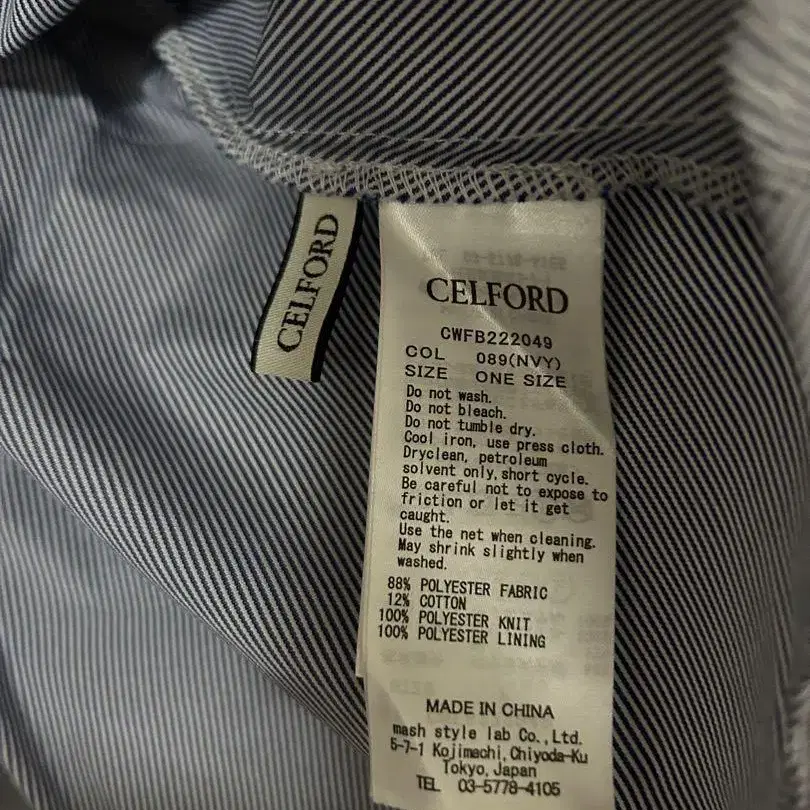 CELFORD
CELFORD
CWFB222049
COL 089(NVY)
SIZE ONE SIZE
Do not wash.
Do not bleach.
Do not tumble dry.
Cool iron, use press cloth.
Dryclean, petroleum
solvent only,short cycle.
Be careful not to expose to
friction or let it get
caught.
Use the net when cleaning.
May shrink slightly when
washed.
88% POLYESTER FABRIC
12% COTTON
100% POLYESTER KNIT
100% POLYESTER LINING
MADE IN CHINA
mash style lab Co.,Ltd.
5-7-1 Kojimachi,Chiyoda-Ku
Tokyo,Japan
TEL 03-5778-4105